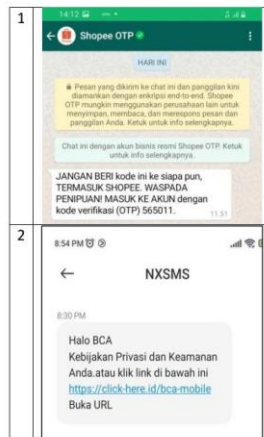 1
14:12
Shopee OTP
HARI INI
Pesan yang dikirim ke chat ini dan panggilan kini
diamankan dengan enkripsi end-to-end. Shopee
OTP mungkin menggunakan perusahaan lain untuk
menyimpan, membaca, dan merespons pesan dan
panggilan Anda. Ketuk untuk info selengkapnya.
Chat ini dengan akun bisnis resmi Shopee OTP. Ketuk
untuk info selengkapnya.
JANGAN BERI kode ini ke siapa pun,
TERMASUK SHOPEE. WASPADA
PENIPUAN! MASUK KE AKUN dengan
kode verifikasi (OTP) 565011.
11.51
2
8:54 PM
NXSMS
8:30 PM
Halo BCA
Kebijakan Privasi dan Keamanan
Anda.atau klik link di bawah ini
https://click-here.id/bca-mobile
Buka URL